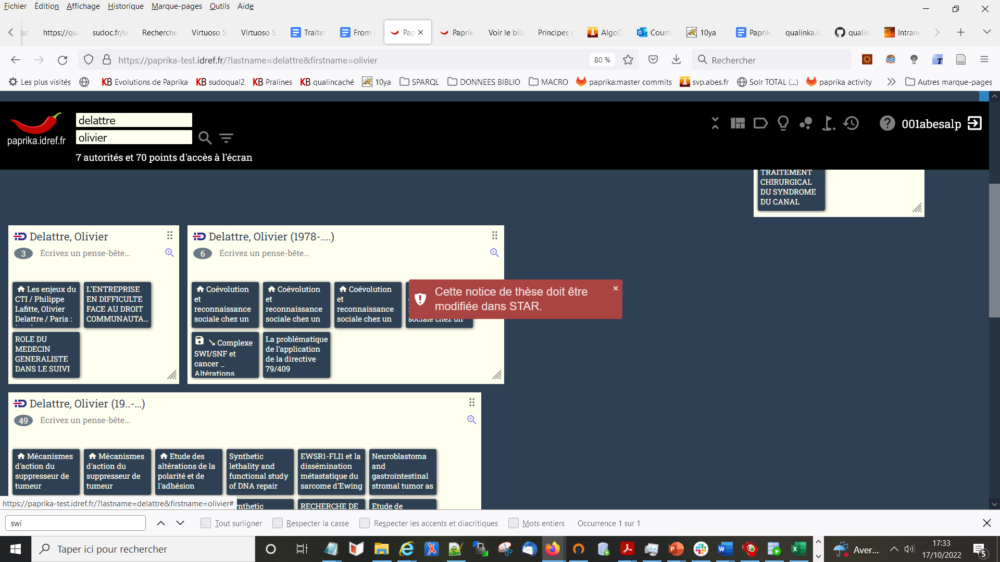 Fichier Édition Affichage Historique Marque-pages Outils Aide
https://qu sudoc.fr/se Recherche Virtuoso S Virtuoso S Traiter From Pap Paprik Voir le bila Principes AlgoD Courri 10ya Paprik qualinka.i qualin Intran
https://paprika-test.idref.fr/?lastname=delattre&firstname=olivier 80 % Rechercher
Les plus visités KB Evolutions de Paprika KB sudoqual2 KB Pralines KB qualincaché 10ya SPARQL DONNEES BIBLIO MACRO paprika:master commits svp.abes.fr Solr TOTAL (...) paprika activity Autres marque-pages
delattre
olivier
paprika.idref.fr
001abesalp
7 autorités et 70 points d'accès à l'écran
TRAITEMENT
CHIRURGICAL
DU SYNDROME
DU CANAL
Delattre, Olivier
3 Écrivez un pense-bête...
Les enjeux du
CTI / Philippe
Lafitte, Olivier
Delattre / Paris :
L'ENTREPRISE
EN DIFFICULTE
FACE AU DROIT
COMMUNAUTA...
ROLE DU
MEDECIN
GENERALISTE
DANS LE SUIVI
Delattre, Olivier (1978-....)
6 Écrivez un pense-bête...
Coévolution
et
reconnaissance
sociale chez un
Coévolution
et
reconnaissance
sociale chez un
Coévolution
et
reconnaissance
sociale chez un
sociale chez un
Cette notice de thèse doit être
modifiée dans STAR.
×
Complexe
SWI/SNF et
cancer _
Altérations
La problématique
de l'application
de la directive
79/409
Delattre, Olivier (19..-...)
49 Écrivez un pense-bête...
Mécanismes
d'action du
suppresseur de
tumeur
Mécanismes
d'action du
suppresseur de
tumeur
Etude des
altérations de la
polarité et de
l'adhésion
Synthetic
lethality and
functional study
of DNA repair
EWSR1-FLI1 et la
dissémination
métastatique du
sarcome d'Ewing
Neuroblastoma
and
gastrointestinal
stromal tumor as
https://paprika-test.idref.fr/?lastname=delattre&firstname=olivier#
nthetic
RECHERCHE DE
Etude de
swi Tout surligner Respecter la casse Respecter les accents et diacritiques Mots entiers Occurrence 1 sur 1
Taper ici pour rechercher
Aver...
17:33
17/10/2022
5